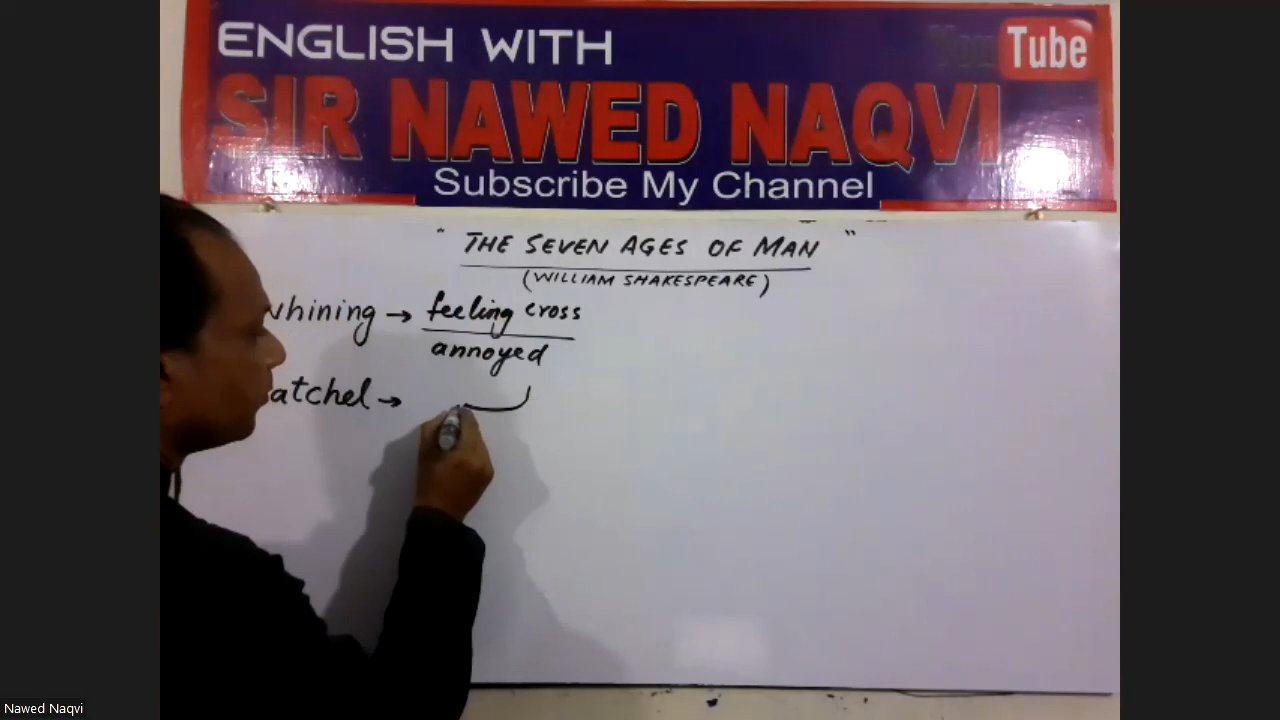 ENGLISH WITH
YouTube
SIR NAWED NAQVI
Subscribe My Channel
" THE SEVEN AGES OF MAN "
(WILLIAM SHAKESPEARE)
whining → feeling cross
annoyed
atchel →
Nawed Naqvi